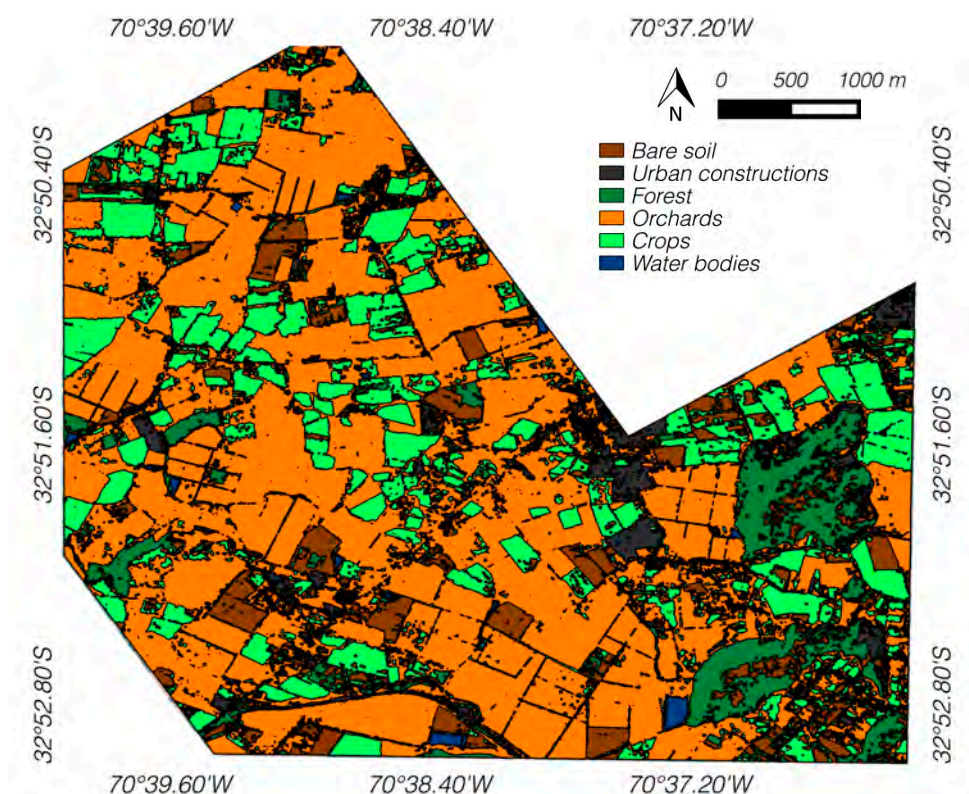 70°39.60'W 70°38.40'W 70°37.20'W
0 500 1000 m
N
Bare soil
Urban constructions
Forest
Orchards
Crops
Water bodies
32°50.40'S
32°50.40'S
32°51.60'S
32°51.60'S
32°52.80'S
32°52.80'S
70°39.60'W 70°38.40'W 70°37.20'W